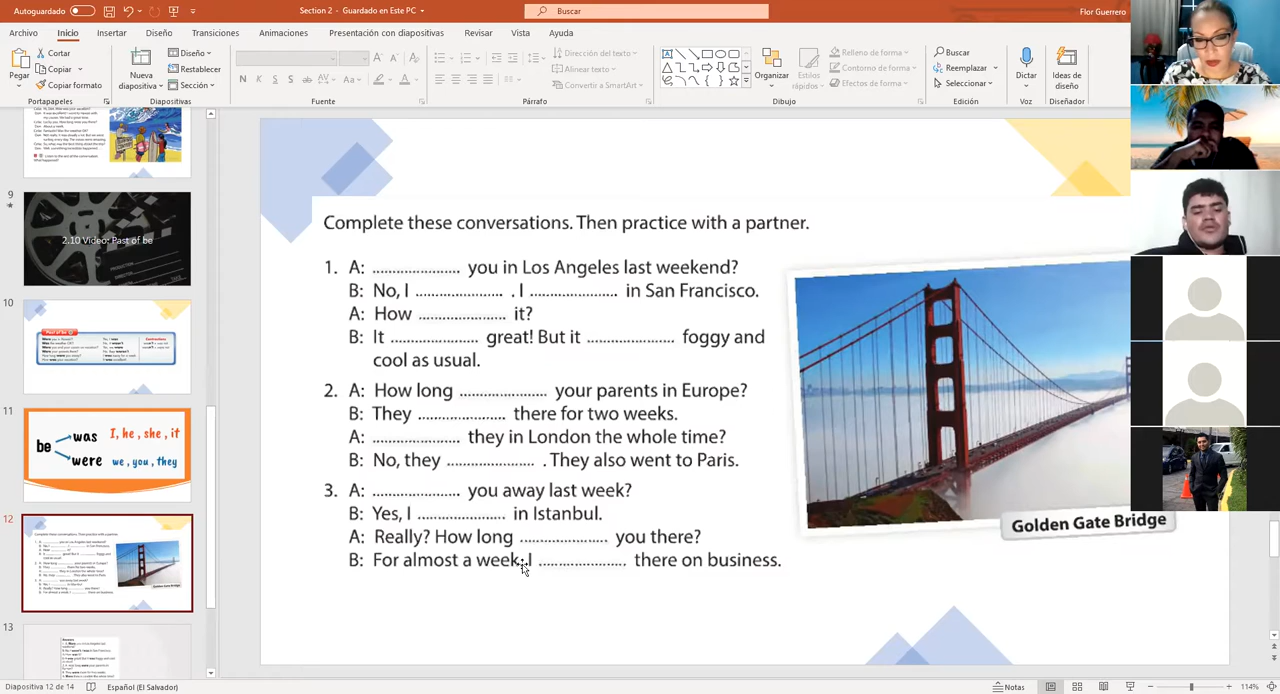 Autoguardado
Section 2 - Guardado en Este PC
Buscar
Flor Guerrero
Archivo Inicio Insertar Diseño Transiciones Animaciones Presentación con diapositivas Revisar Vista Ayuda
Pegar
Cortar
Copiar
Copiar formato
Portapapeles
Nueva
diapositiva
Diseño
Restablecer
Sección
Diapositivas
Fuente
Dirección del texto
Alinear texto
Convertir a SmartArt
Párrafo
Organizar
Estilos
rápidos
Relleno de forma
Contorno de forma
Efectos de forma
Dibujo
Buscar
Reemplazar
Seleccionar
Edición
Dictar
Voz
Ideas de
diseño
Diseñador
9
2.10 Video: Past of be
10
11
be
was I, he, she, it
were we, you, they
12
13
Complete these conversations. Then practice with a partner.
1. A: ...................... you in Los Angeles last weekend?
B: No, I ...................... . I ...................... in San Francisco.
A: How ...................... it?
B: It ...................... great! But it ...................... foggy and
cool as usual.
2. A: How long ...................... your parents in Europe?
B: They ...................... there for two weeks.
A: ...................... they in London the whole time?
B: No, they ...................... . They also went to Paris.
3. A: ...................... you away last week?
B: Yes, I ...................... in Istanbul.
A: Really? How long ...................... you there?
B: For almost a week. I ...................... there on business.
Golden Gate Bridge
Diapositiva 12 de 14
Español (El Salvador)
Notas
114%